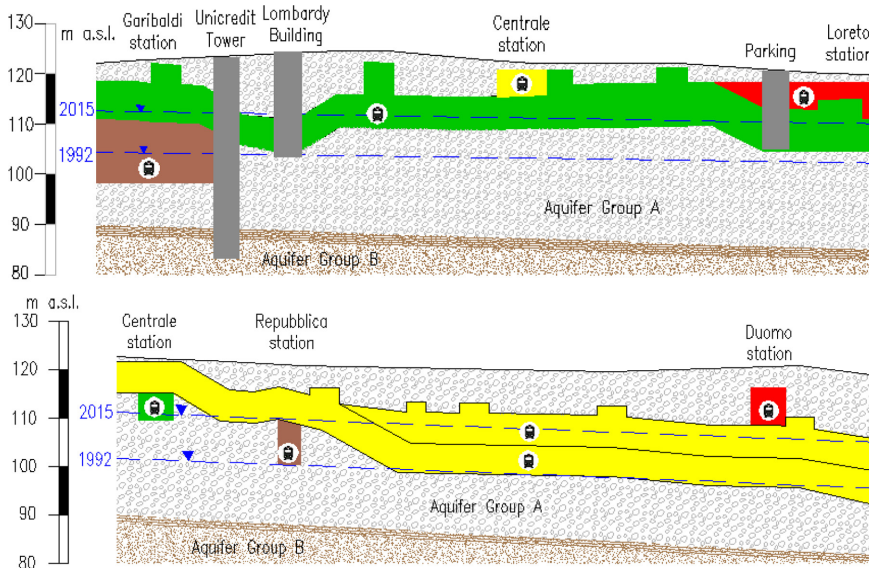 130
m a.s.l.
Garibaldi
station
Unicredit
Tower
Lombardy
Building
Centrale
station
Parking
Loreto
station
120
2015
110
1992
100
90
80
Aquifer Group A
Aquifer Group B
m a.s.l.
130
Centrale
station
Repubblica
station
Duomo
station
120
2015
110
1992
100
90
80
Aquifer Group A
Aquifer Group B